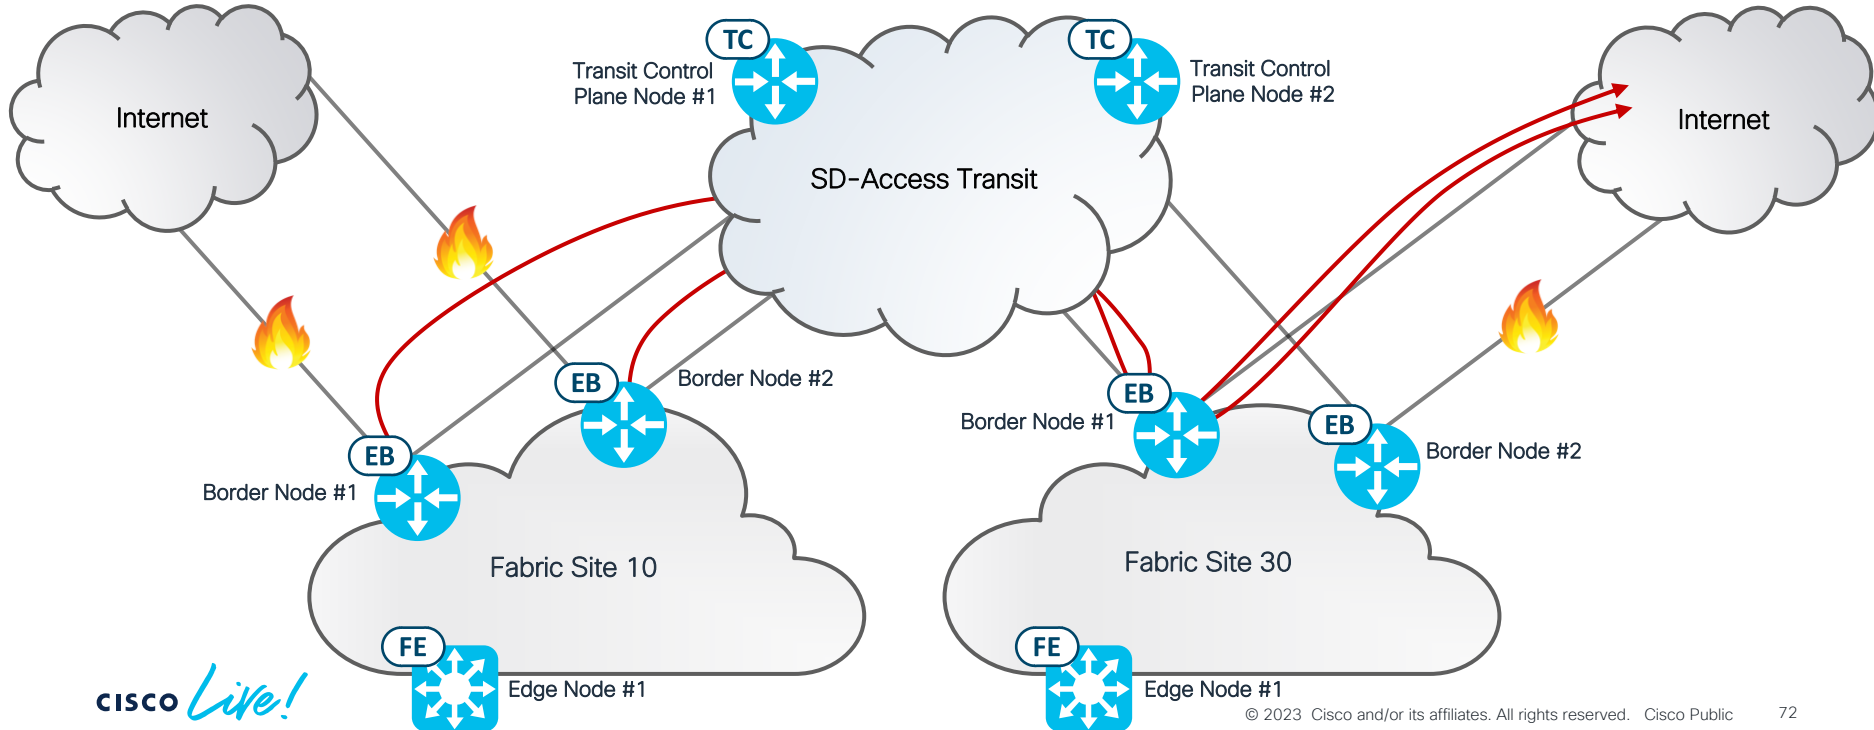 TC
Transit Control
Plane Node #1
TC
Transit Control
Plane Node #2
Internet
Internet
SD-Access Transit
EB
Border Node #2
EB
Border Node #1
EB
Border Node #1
EB
Border Node #2
Fabric Site 10
Fabric Site 30
FE
Edge Node #1
FE
Edge Node #1
CISCO Live!
© 2023 Cisco and/or its affiliates. All rights reserved. Cisco Public
72